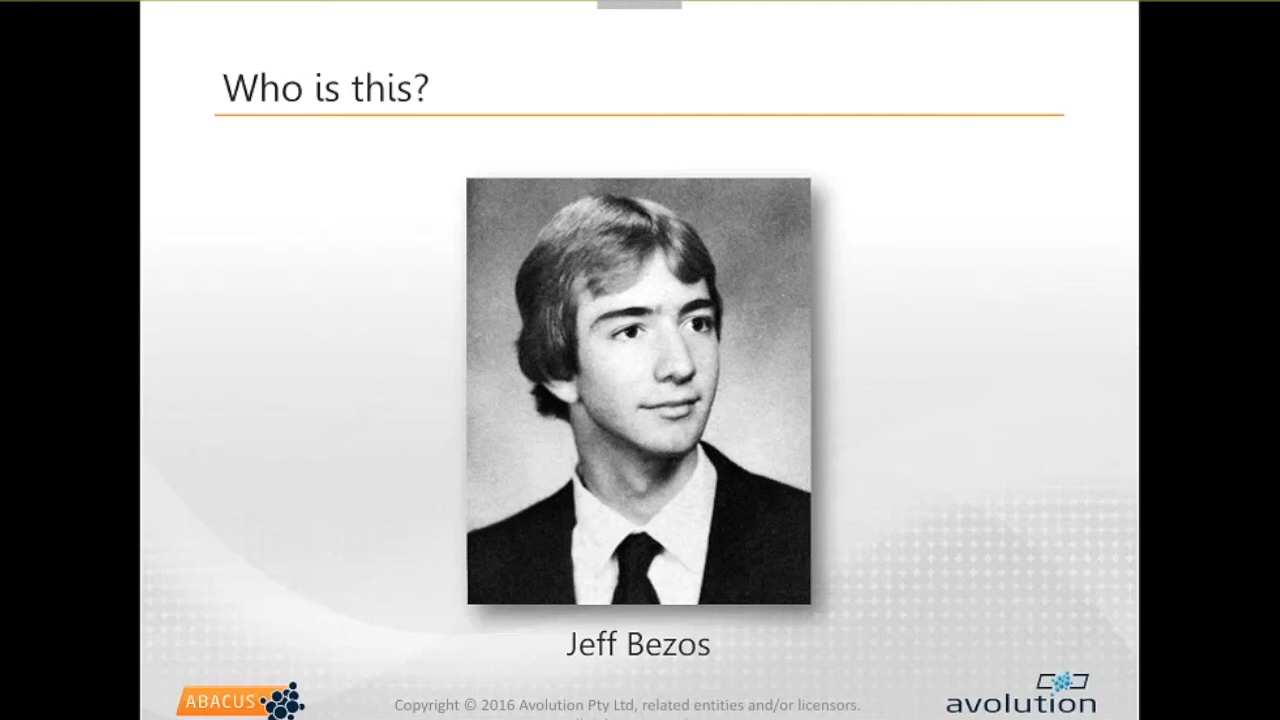 Who is this?
Jeff Bezos
ABACUS
Copyright © 2016 Avolution Pty Ltd, related entities and/or licensors.
avolution